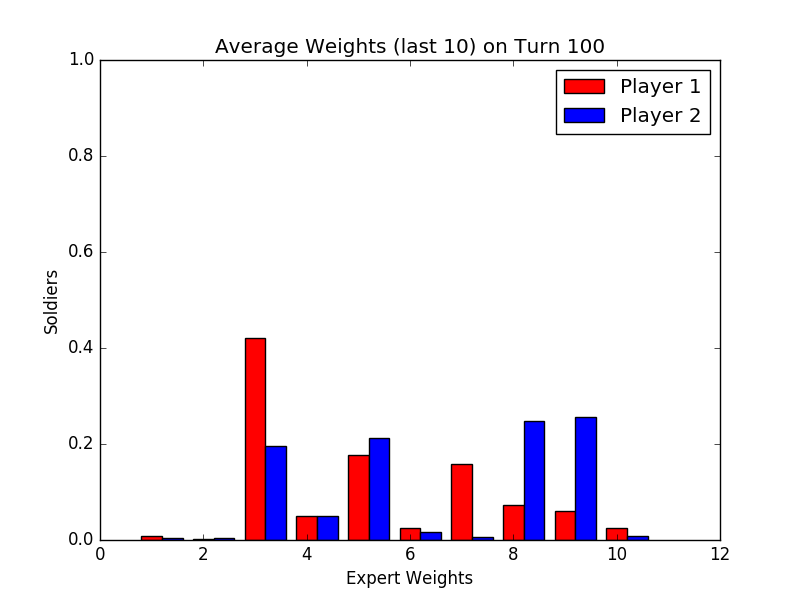 Average Weights (last 10) on Turn 100
1.0
0.8
0.6
0.4
0.2
0.0
Soldiers
Player 1
Player 2
0 2 4 6 8 10 12
Expert Weights